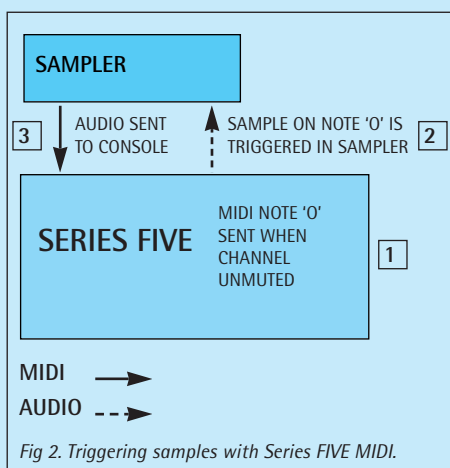 SAMPLER
3
AUDIO SENT
TO CONSOLE
SAMPLE ON NOTE 'O' IS
TRIGGERED IN SAMPLER
2
SERIES FIVE
MIDI NOTE 'O'
SENT WHEN
CHANNEL
UNMUTED
1
MIDI
AUDIO
Fig 2. Triggering samples with Series FIVE MIDI.